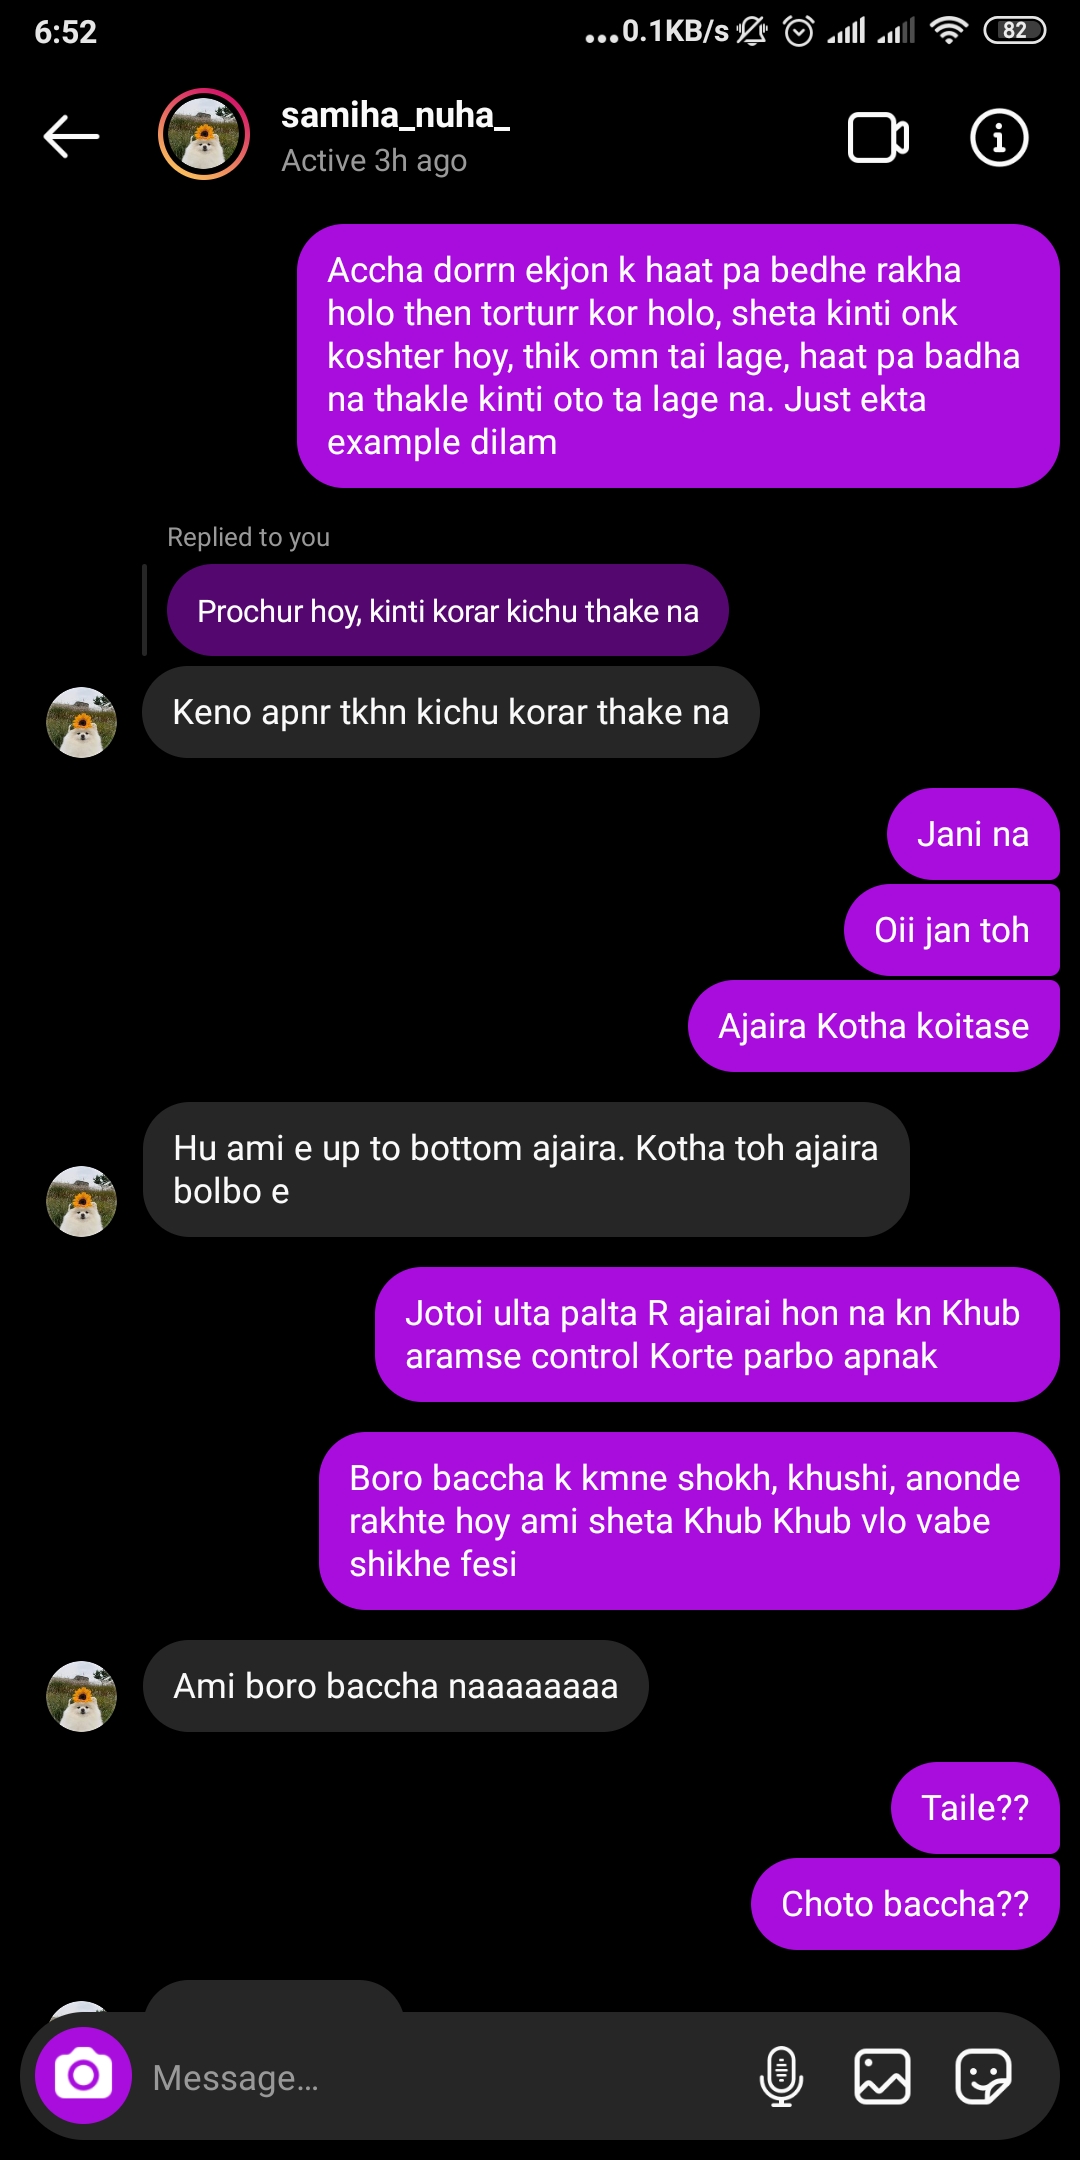 6:52
...0.1KB/s
82
samiha_nuha_
Active 3h ago
Accha dorrn ekjon k haat pa bedhe rakha
holo then torturr kor holo, sheta kinti onk
koshter hoy, thik omn tai lage, haat pa badha
na thakle kinti oto ta lage na. Just ekta
example dilam
Replied to you
Prochur hoy, kinti korar kichu thake na
Keno apnr tkhn kichu korar thake na
Jani na
Oii jan toh
Ajaira Kotha koitase
Hu ami e up to bottom ajaira. Kotha toh ajaira
bolbo e
Jotoi ulta palta R ajairai hon na kn Khub
aramse control Korte parbo apnak
Boro baccha k kmne shokh, khushi, anonde
rakhte hoy ami sheta Khub Khub vlo vabe
shikhe fesi
Ami boro baccha naaaaaaaa
Taile??
Choto baccha??
Message...